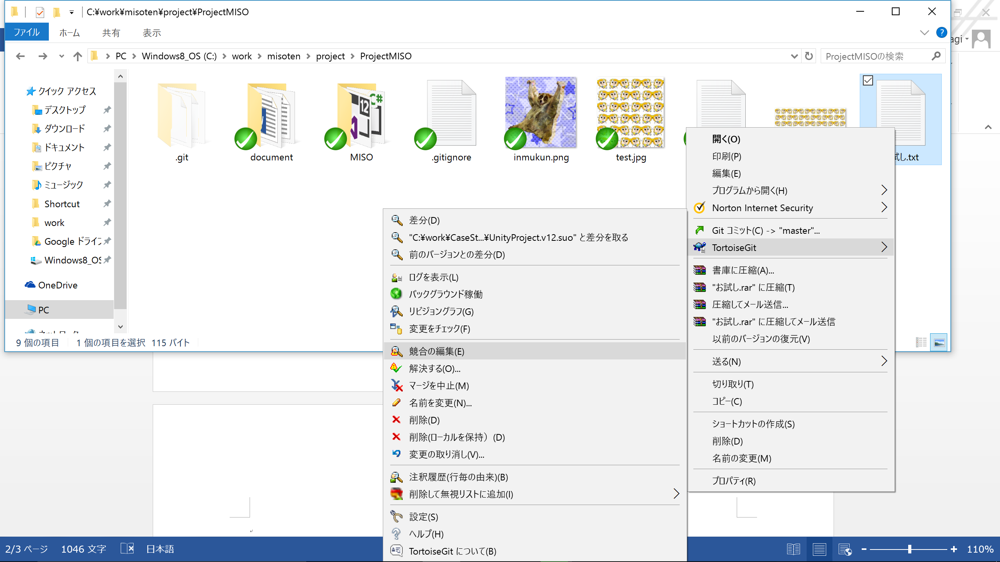 C:¥work¥misoten¥project¥ProjectMISO
ファイル ホーム 共有 表示
agi
PC Windows8_OS (C:) work misoten project ProjectMISO
ProjectMISOの検索
クイック アクセス
デスクトップ
ダウンロード
ドキュメント
ピクチャ
ミュージック
Shortcut
work
Google ドライブ
Windows8_OS
OneDrive
PC
ネットワーク
.git
document
MISO
.gitignore
inmukun.png
test.jpg
試し.txt
9 個の項目 1 個の項目を選択 115 バイト
開く(O)
印刷(P)
編集(E)
プログラムから開く(H)
Norton Internet Security
Git コミット(C) -> "master"...
TortoiseGit
書庫に圧縮(A)...
"お試し.rar" に圧縮(T)
圧縮してメール送信...
"お試し.rar" に圧縮してメール送信
以前のバージョンの復元(V)
送る(N)
切り取り(T)
コピー(C)
ショートカットの作成(S)
削除(D)
名前の変更(M)
プロパティ(R)
差分(D)
"C:¥work¥CaseSt...¥UnityProject.v12.suo" と差分を取る
前のバージョンとの差分(D)
ログを表示(L)
バックグラウンド稼働
リビジョングラフ(G)
変更をチェック(F)
競合の編集(E)
解決する(O)...
マージを中止(M)
名前を変更(N)...
削除(D)
削除(ローカルを保持）(D)
変更の取り消し(V)...
注釈履歴(行毎の由来)(B)
削除して無視リストに追加(I)
設定(S)
ヘルプ(H)
TortoiseGit について(B)
2/3 ページ 1046 文字 日本語 110%